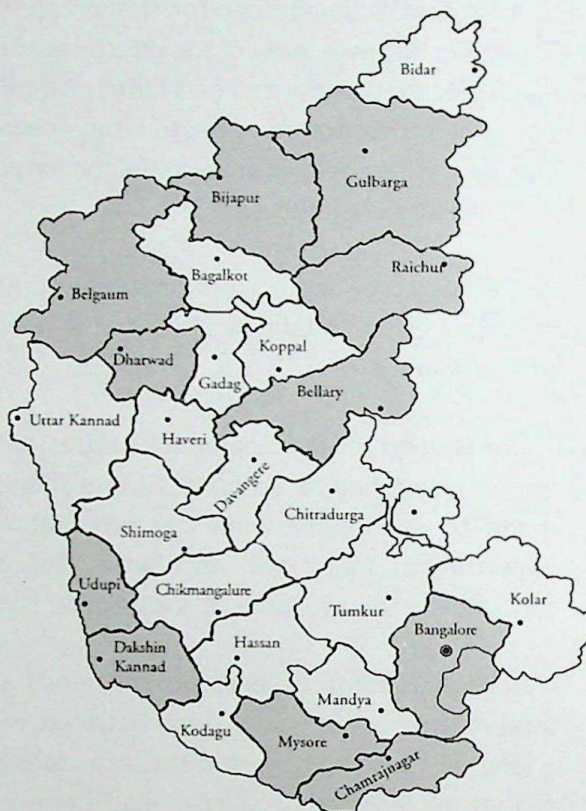 Bidar
Gulbarga
Bijapur
Raichur
Bagalkot
Belgaum
Koppal
Dharwad
Gadag
Bellary
Uttar Kannad
Haveri
Davangere
Chitradurga
Shimoga
Udupi
Chikmangalure
Tumkur
Kolar
Bangalore
Dakshin
Kannad
Hassan
Mandya
Kodagu
Mysore
Chamrajnagar